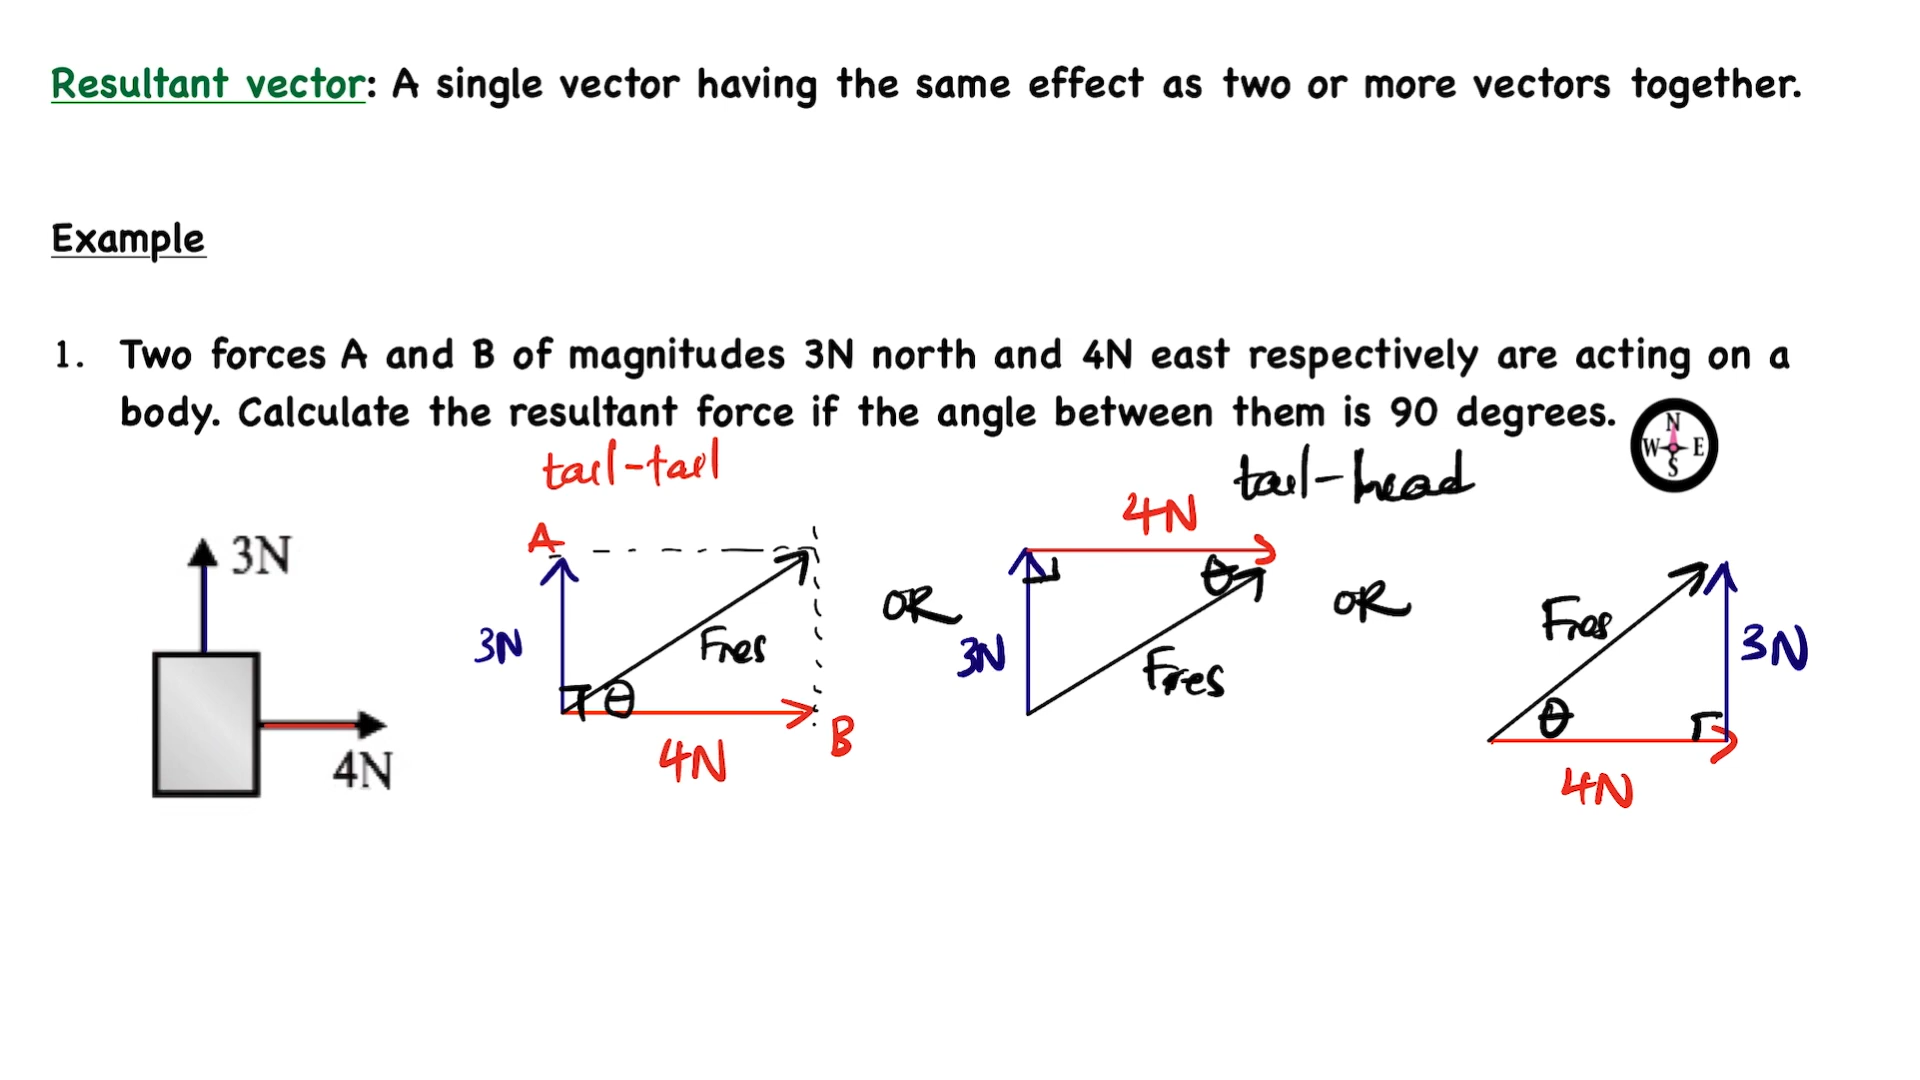 Resultant vector: A single vector having the same effect as two or more vectors together.
Example
1. Two forces A and B of magnitudes 3N north and 4N east respectively are acting on a
body. Calculate the resultant force if the angle between them is 90 degrees.
N
W E
S
tail-tail
tail-head
3N
4N
A
3N
Fres
θ
4N
B
OR
4N
θ
3N
Fres
OR
Fres
3N
θ
4N